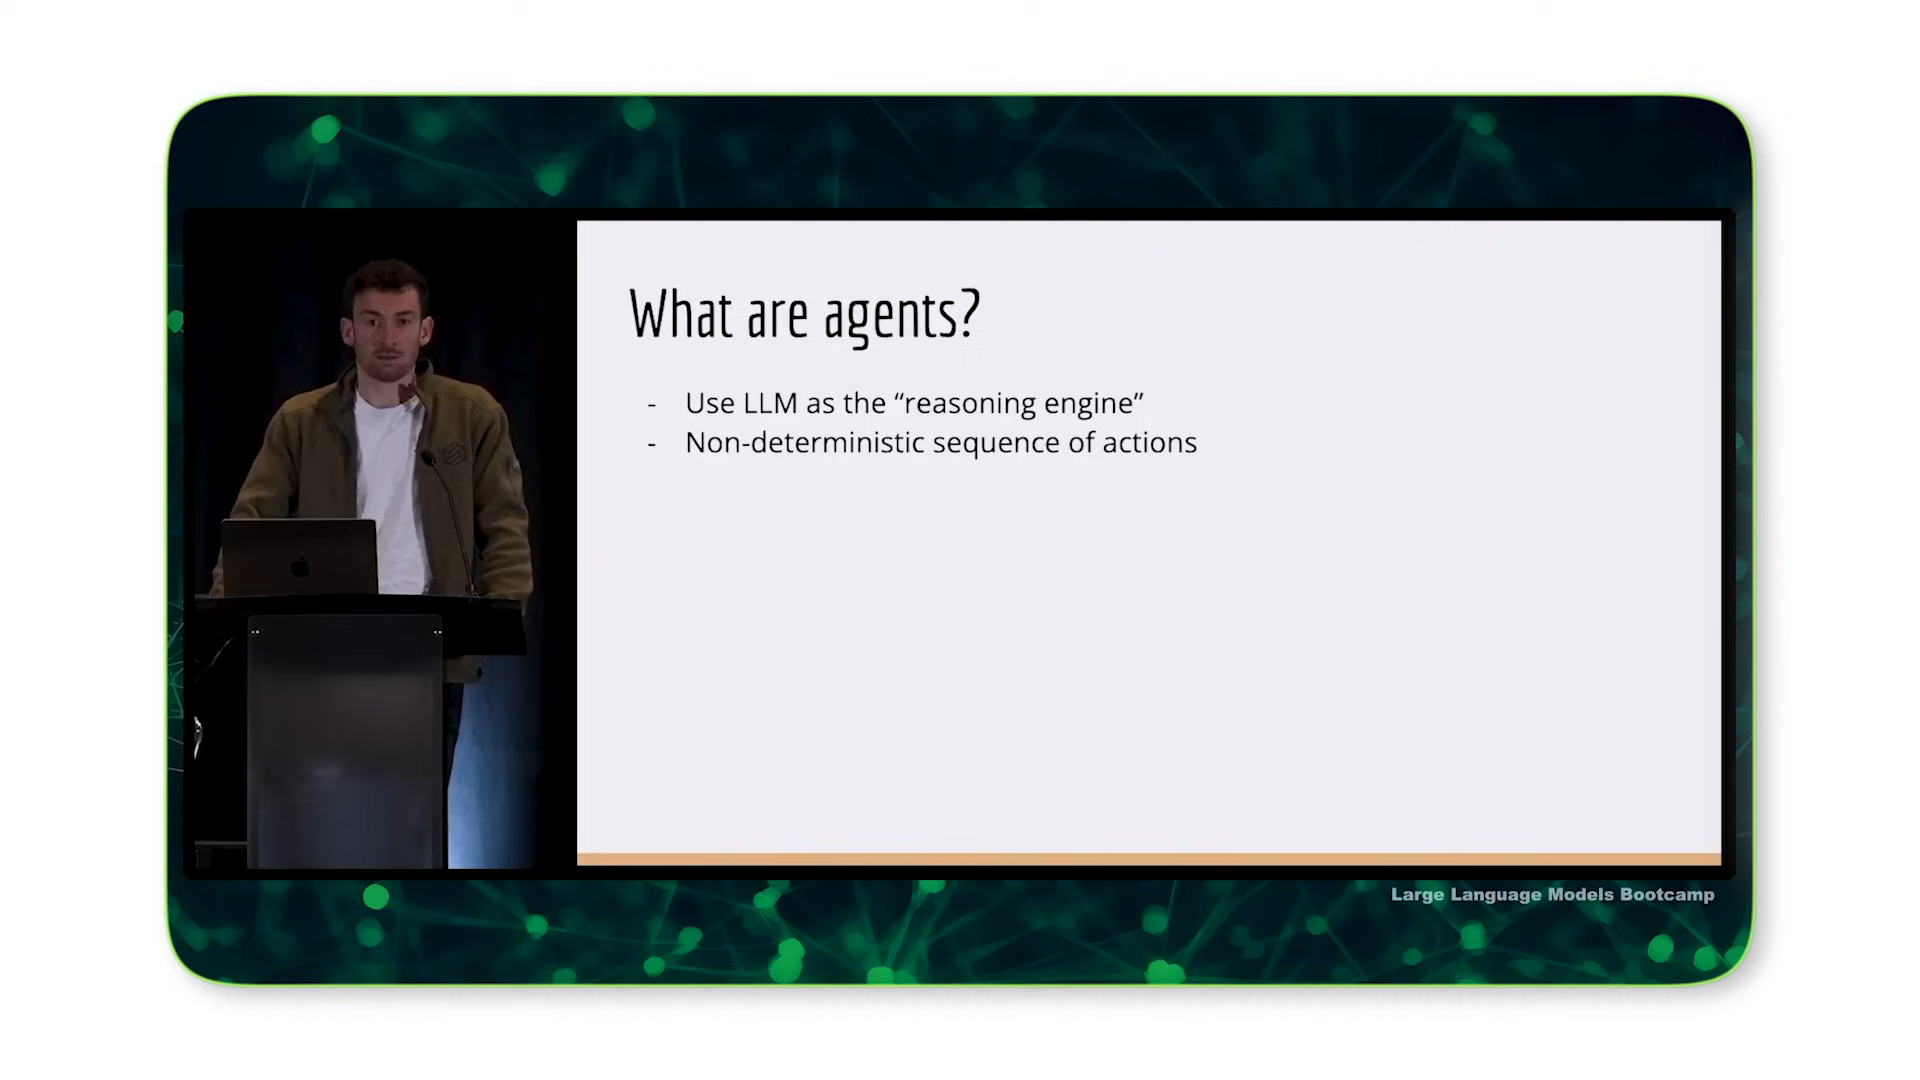 What are agents?
- Use LLM as the “reasoning engine”
- Non-deterministic sequence of actions
Large Language Models Bootcamp